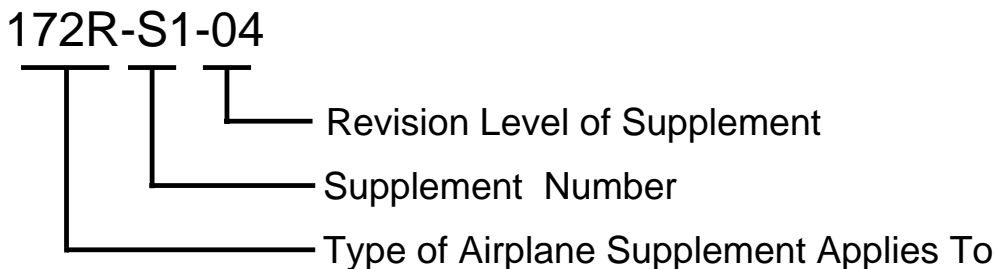 172R-S1-04
Revision Level of Supplement
Supplement Number
Type of Airplane Supplement Applies To